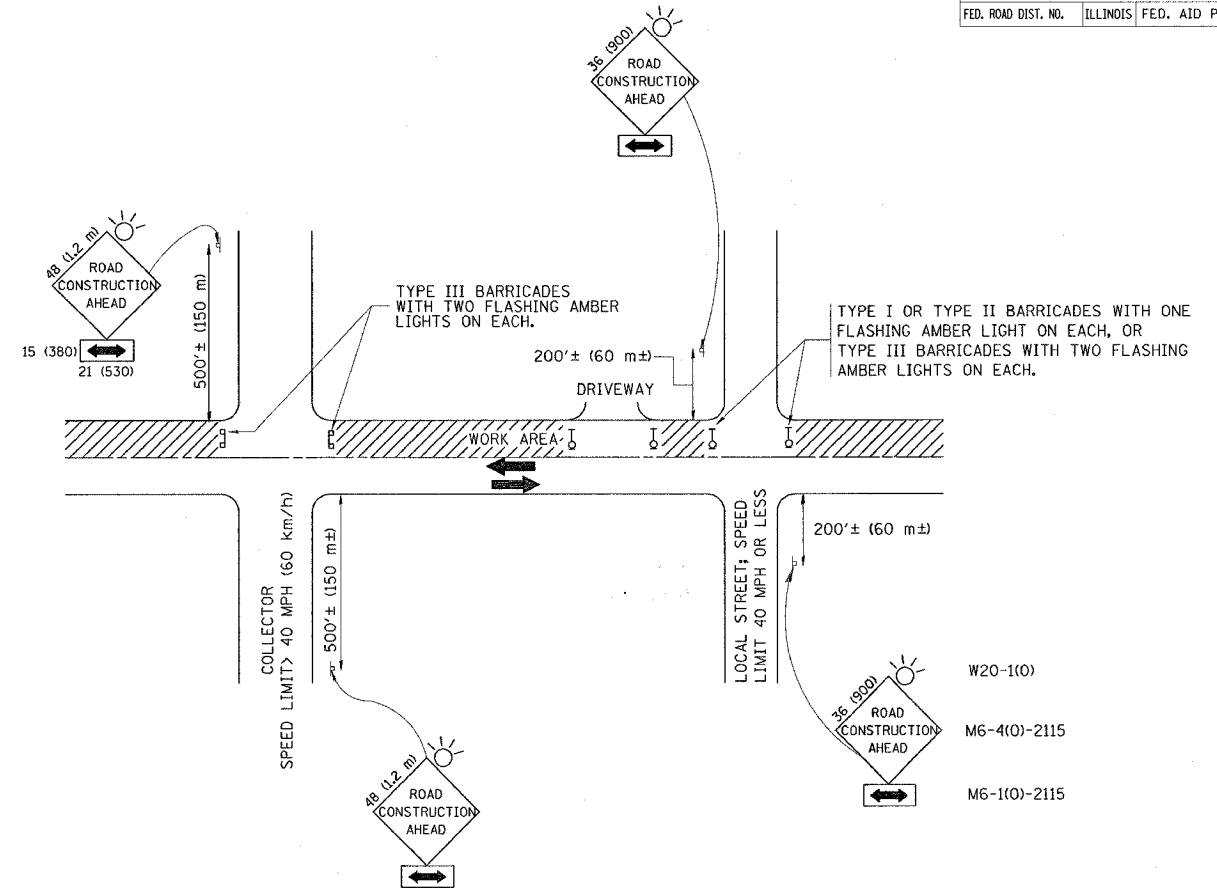 FED. ROAD DIST. NO. ILLINOIS FED. AID P
36 (900)
ROAD
CONSTRUCTION
AHEAD
48 (1.2 m)
ROAD
CONSTRUCTION
AHEAD
15 (380)
21 (530)
500'± (150 m)
TYPE III BARRICADES
WITH TWO FLASHING AMBER
LIGHTS ON EACH.
200'± (60 m±)
DRIVEWAY
TYPE I OR TYPE II BARRICADES WITH ONE
FLASHING AMBER LIGHT ON EACH, OR
TYPE III BARRICADES WITH TWO FLASHING
AMBER LIGHTS ON EACH.
WORK AREA
COLLECTOR
SPEED LIMIT> 40 MPH (60 km/h)
500'± (150 m±)
LOCAL STREET; SPEED
LIMIT 40 MPH OR LESS
200'± (60 m±)
48 (1.2 m)
ROAD
CONSTRUCTION
AHEAD
36 (900)
ROAD
CONSTRUCTION
AHEAD
W20-1(O)
M6-4(O)-2115
M6-1(O)-2115